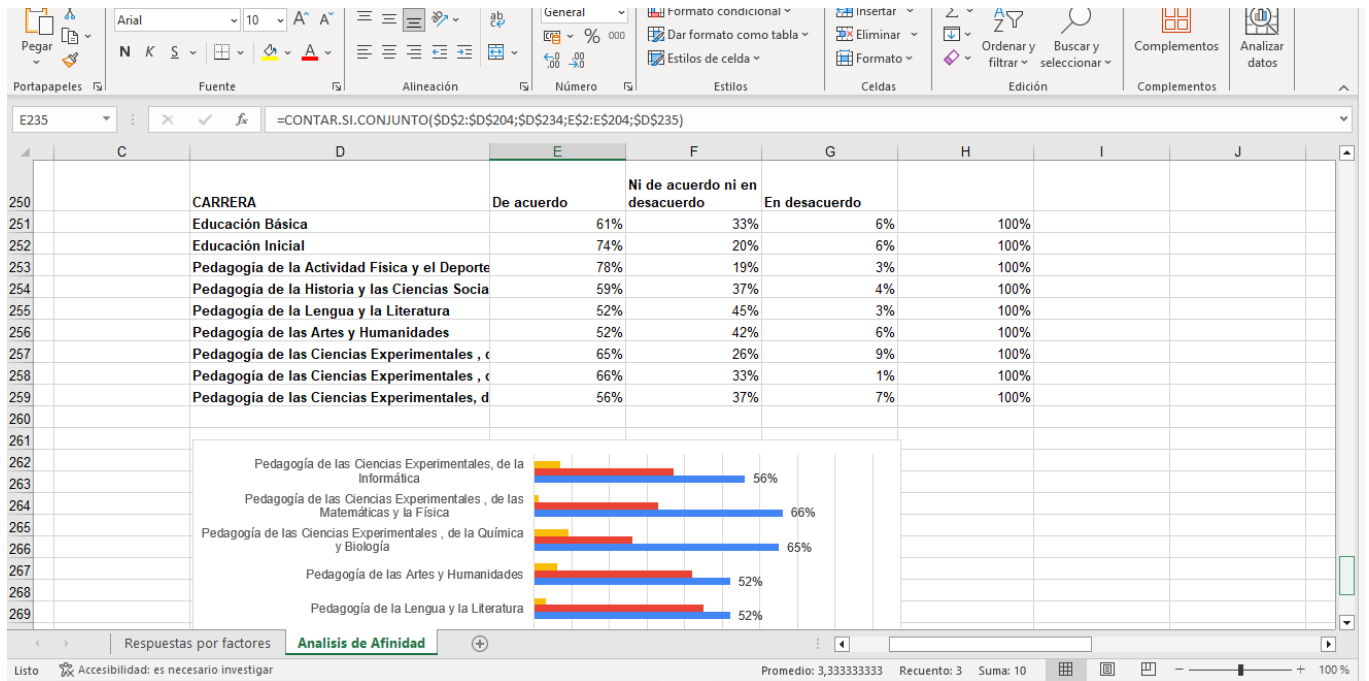 Arial 10 A^ A˅ ab General Formato condicional Insertar Σ
Pegar N K S A % 000 Dar formato como tabla Eliminar Ordenar y Buscar y Complementos Analizar
Estilos de celda Formato filtrar seleccionar datos
Portapapeles Fuente Alineación Número Estilos Celdas Edición Complementos
E235 fx =CONTAR.SI.CONJUNTO($D$2:$D$204;$D$234;E$2:E$204;$D$235)
C D E F G H I J
250 CARRERA De acuerdo Ni de acuerdo ni en desacuerdo En desacuerdo
251 Educación Básica 61% 33% 6% 100%
252 Educación Inicial 74% 20% 6% 100%
253 Pedagogía de la Actividad Física y el Deporte 78% 19% 3% 100%
254 Pedagogía de la Historia y las Ciencias Socia 59% 37% 4% 100%
255 Pedagogía de la Lengua y la Literatura 52% 45% 3% 100%
256 Pedagogía de las Artes y Humanidades 52% 42% 6% 100%
257 Pedagogía de las Ciencias Experimentales , 65% 26% 9% 100%
258 Pedagogía de las Ciencias Experimentales , 66% 33% 1% 100%
259 Pedagogía de las Ciencias Experimentales, d 56% 37% 7% 100%
260
261
262 Pedagogía de las Ciencias Experimentales, de la
263 Informática 56%
264 Pedagogía de las Ciencias Experimentales , de las
Matemáticas y la Física 66%
265 Pedagogía de las Ciencias Experimentales , de la Química
266 y Biología 65%
267 Pedagogía de las Artes y Humanidades 52%
268
269 Pedagogía de la Lengua y la Literatura 52%
Respuestas por factores Analisis de Afinidad
Listo Accesibilidad: es necesario investigar Promedio: 3,333333333 Recuento: 3 Suma: 10 100 %